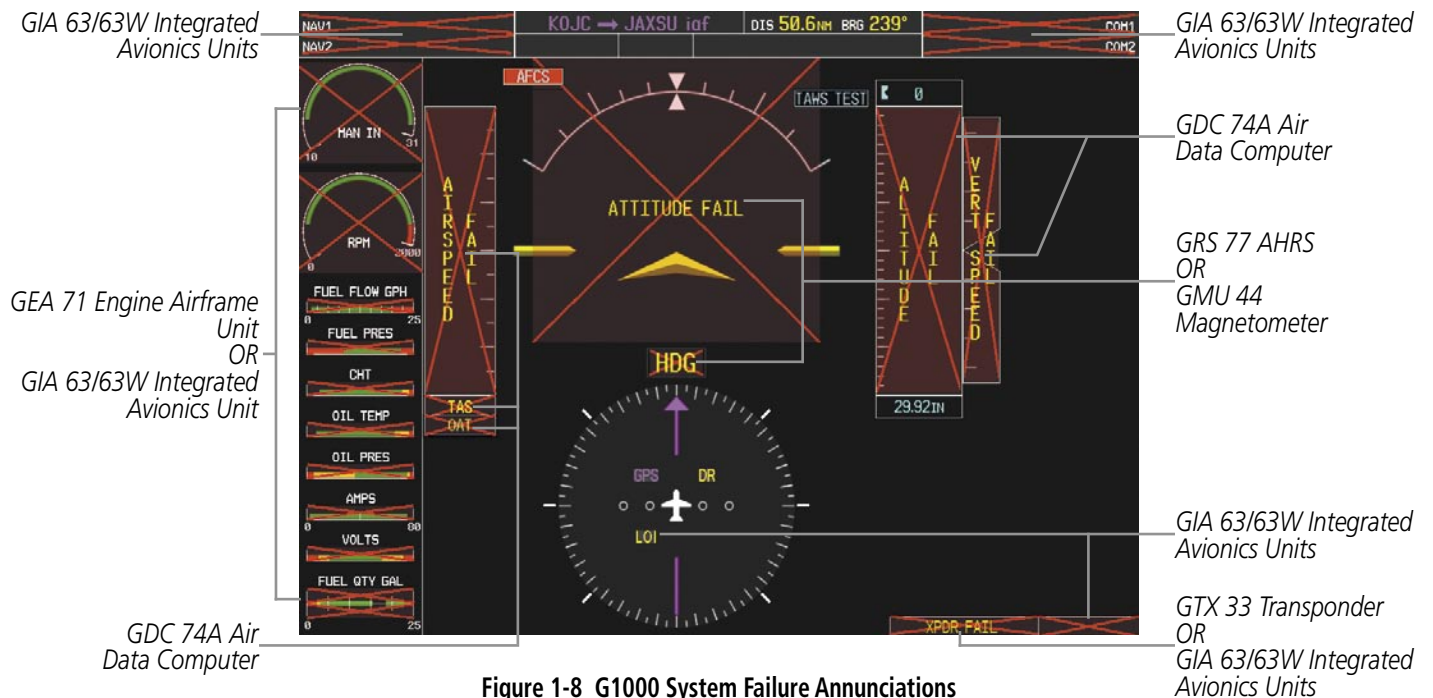 GIA 63/63W Integrated
Avionics Units
NAV1
NAV2
KOJC → JAXSU iaf
DIS 50.6NM BRG 239°
COM1
COM2
GIA 63/63W Integrated
Avionics Units
AFCS
TAWS TEST
0
MAN IN
10
31
RPM
0
2000
FUEL FLOW GPH
0
25
FUEL PRES
CHT
OIL TEMP
OIL PRES
AMPS
0
80
VOLTS
FUEL QTY GAL
0
25
AIRSPEED
FAIL
TAS
OAT
ATTITUDE FAIL
HDG
GPS
DR
LOI
ALTITUDE
FAIL
VERT SPEED
FAIL
29.92IN
XPDR FAIL
GEA 71 Engine Airframe
Unit
OR
GIA 63/63W Integrated
Avionics Unit
GDC 74A Air
Data Computer
GDC 74A Air
Data Computer
GRS 77 AHRS
OR
GMU 44
Magnetometer
GIA 63/63W Integrated
Avionics Units
GTX 33 Transponder
OR
GIA 63/63W Integrated
Avionics Units
Figure 1-8 G1000 System Failure Annunciations